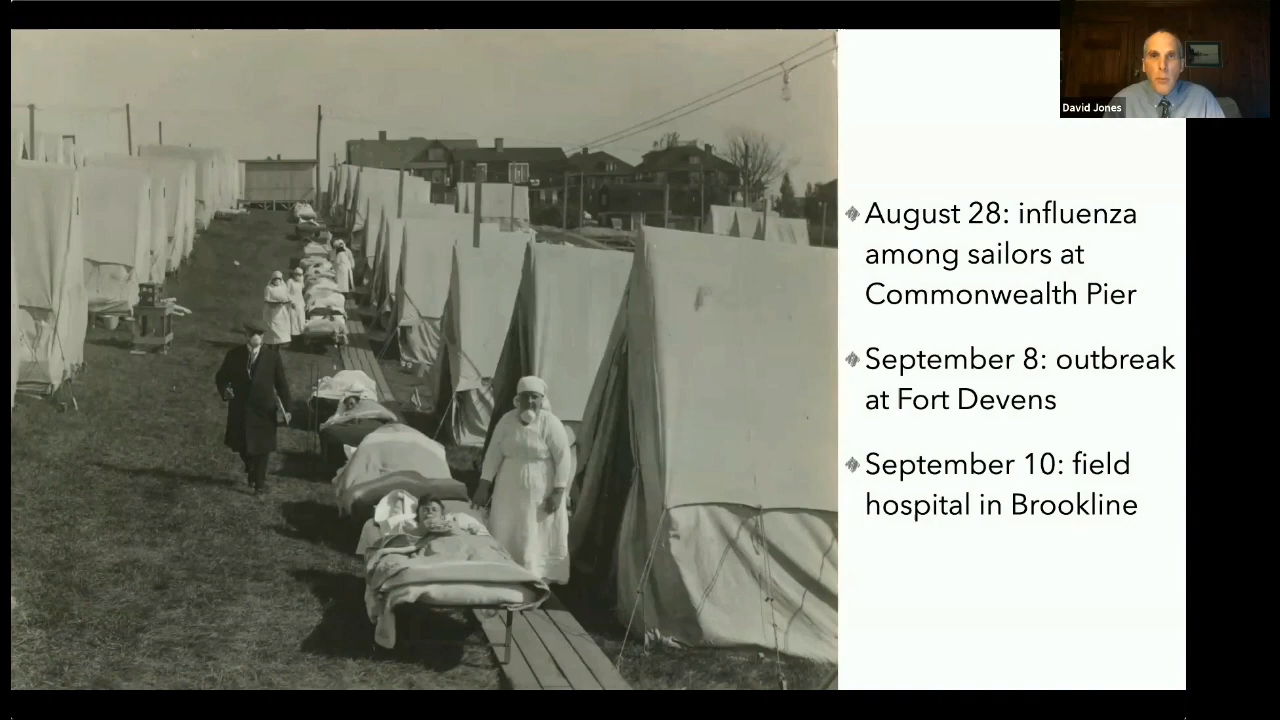 David Jones
August 28: influenza
among sailors at
Commonwealth Pier
September 8: outbreak
at Fort Devens
September 10: field
hospital in Brookline